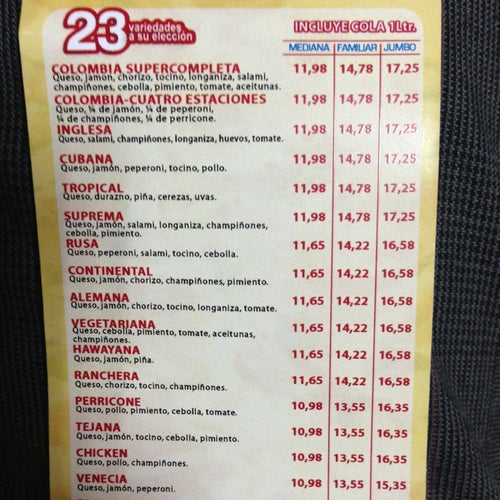 23 variedades
a su elección
INCLUYE COLA 1Ltr.
MEDIANA FAMILIAR JUMBO
COLOMBIA SUPERCOMPLETA 11,98 14,78 17,25
Queso, jamón, chorizo, tocino, longaniza, salami,
champiñones, cebolla, pimiento, tomate, aceitunas.
COLOMBIA-CUATRO ESTACIONES 11,98 14,78 17,25
Queso, ¼ de jamón, ¼ de peperoni,
¼ de champiñones, ¼ de perricone.
INGLESA 11,98 14,78 17,25
Queso, salami, champiñones, longaniza, huevos, tomate.
CUBANA 11,98 14,78 17,25
Queso, jamón, peperoni, tocino, pollo.
TROPICAL 11,98 14,78 17,25
Queso, durazno, piña, cerezas, uvas.
SUPREMA 11,98 14,78 17,25
Queso, jamón, salami, longaniza, champiñones,
cebolla, pimiento.
RUSA 11,65 14,22 16,58
Queso, peperoni, salami, tocino, cebolla.
CONTINENTAL 11,65 14,22 16,58
Queso, jamón, chorizo, champiñones, pimiento.
ALEMANA 11,65 14,22 16,58
Queso, jamón, chorizo, tocino, longaniza, tomate.
VEGETARIANA 11,65 14,22 16,58
Queso, cebolla, pimiento, tomate, aceitunas,
champiñones.
HAWAYANA 11,65 14,22 16,58
Queso, jamón, piña.
RANCHERA 11,65 14,22 16,58
Queso, chorizo, tocino, champiñones.
PERRICONE 10,98 13,55 16,35
Queso, pollo, pimiento, cebolla, tomate.
TEJANA 10,98 13,55 16,35
Queso, jamón, tocino, cebolla, pimiento.
CHICKEN 10,98 13,55 16,35
Queso, pollo, champiñones.
VENECIA 10,98 13,55 15,35
Queso, jamón, peperoni.